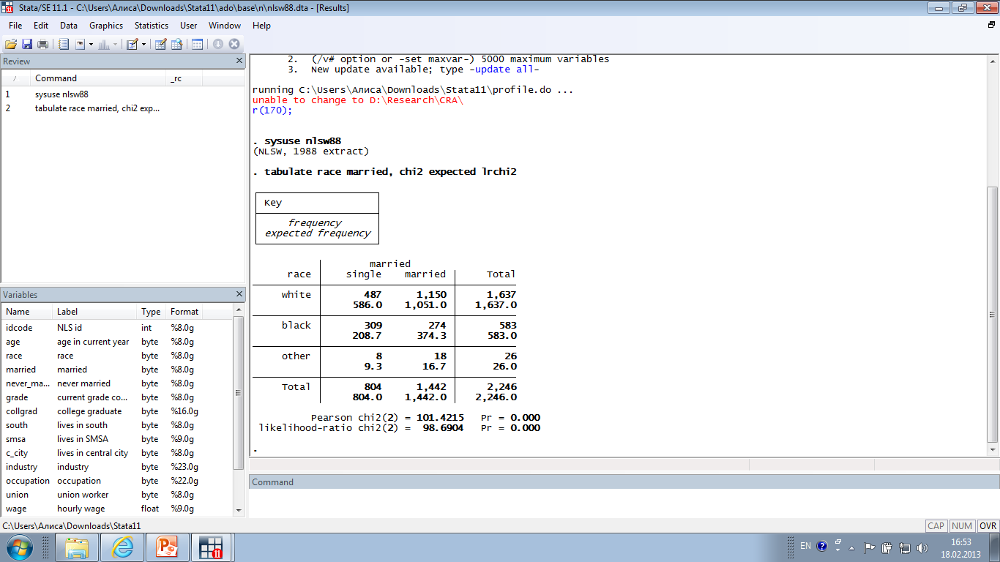 Stata/SE 11.1 - C:\Users\Алиса\Downloads\Stata11\ado\base\n\nlsw88.dta - [Results]
File Edit Data Graphics Statistics User Window Help
Review
/ Command _rc
1 sysuse nlsw88
2 tabulate race married, chi2 exp...
Variables
Name Label Type Format
idcode NLS id int %8.0g
age age in current year byte %8.0g
race race byte %8.0g
married married byte %8.0g
never_ma... never married byte %8.0g
grade current grade co... byte %8.0g
collgrad college graduate byte %16.0g
south lives in south byte %8.0g
smsa lives in SMSA byte %9.0g
c_city lives in central city byte %8.0g
industry industry byte %23.0g
occupation occupation byte %22.0g
union union worker byte %8.0g
wage hourly wage float %9.0g
2. (/v# option or -set maxvar-) 5000 maximum variables
3. New update available; type -update all-
running C:\Users\Алиса\Downloads\Stata11\profile.do ...
unable to change to D:\Research\CRA\
r(170);
. sysuse nlsw88
(NLSW, 1988 extract)
. tabulate race married, chi2 expected lrchi2
Key
frequency
expected frequency
married
race single married Total
white 487 1,150 1,637
586.0 1,051.0 1,637.0
black 309 274 583
208.7 374.3 583.0
other 8 18 26
9.3 16.7 26.0
Total 804 1,442 2,246
804.0 1,442.0 2,246.0
Pearson chi2(2) = 101.4215 Pr = 0.000
likelihood-ratio chi2(2) = 98.6904 Pr = 0.000
.
Command
C:\Users\Алиса\Downloads\Stata11
CAP NUM OVR
11
EN
16:53
18.02.2013